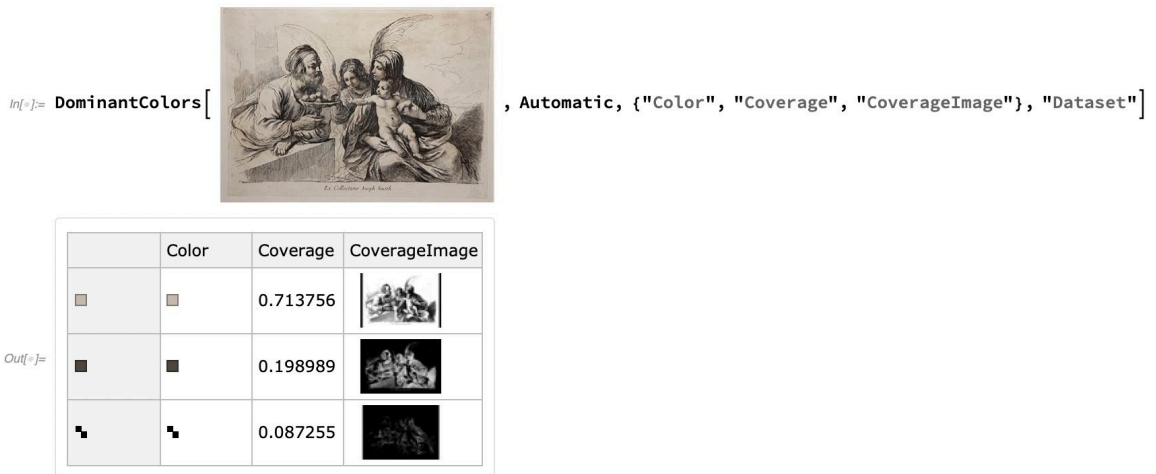 In[◦]:= DominantColors[ , Automatic, {"Color", "Coverage", "CoverageImage"}, "Dataset"]
Out[◦]=
Color Coverage CoverageImage
0.713756
0.198989
0.087255